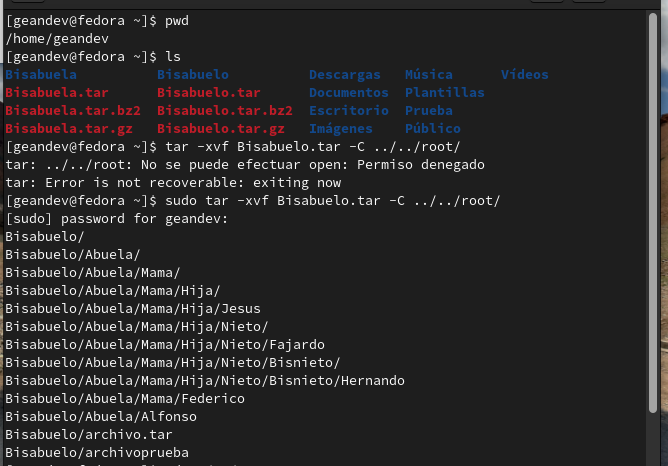 [geandev@fedora ~]$ pwd
/home/geandev
[geandev@fedora ~]$ ls
Bisabuela Bisabuelo Descargas Música Vídeos
Bisabuela.tar Bisabuelo.tar Documentos Plantillas
Bisabuela.tar.bz2 Bisabuelo.tar.bz2 Escritorio Prueba
Bisabuela.tar.gz Bisabuelo.tar.gz Imágenes Público
[geandev@fedora ~]$ tar -xvf Bisabuelo.tar -C ../../root/
tar: ../../root: No se puede efectuar open: Permiso denegado
tar: Error is not recoverable: exiting now
[geandev@fedora ~]$ sudo tar -xvf Bisabuelo.tar -C ../../root/
[sudo] password for geandev:
Bisabuelo/
Bisabuelo/Abuela/
Bisabuelo/Abuela/Mama/
Bisabuelo/Abuela/Mama/Hija/
Bisabuelo/Abuela/Mama/Hija/Jesus
Bisabuelo/Abuela/Mama/Hija/Nieto/
Bisabuelo/Abuela/Mama/Hija/Nieto/Fajardo
Bisabuelo/Abuela/Mama/Hija/Nieto/Bisnieto/
Bisabuelo/Abuela/Mama/Hija/Nieto/Bisnieto/Hernando
Bisabuelo/Abuela/Mama/Federico
Bisabuelo/Abuela/Alfonso
Bisabuelo/archivo.tar
Bisabuelo/archivoprueba